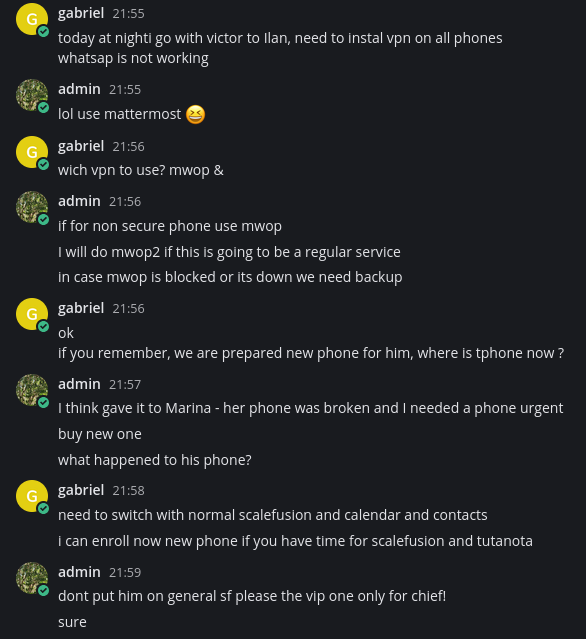 G gabriel 21:55
today at nighti go with victor to Ilan, need to instal vpn on all phones
whatsap is not working
admin 21:55
lol use mattermost 😆
G gabriel 21:56
wich vpn to use? mwop &
admin 21:56
if for non secure phone use mwop
I will do mwop2 if this is going to be a regular service
in case mwop is blocked or its down we need backup
G gabriel 21:56
ok
if you remember, we are prepared new phone for him, where is tphone now ?
admin 21:57
I think gave it to Marina - her phone was broken and I needed a phone urgent
buy new one
what happened to his phone?
G gabriel 21:58
need to switch with normal scalefusion and calendar and contacts
i can enroll now new phone if you have time for scalefusion and tutanota
admin 21:59
dont put him on general sf please the vip one only for chief!
sure